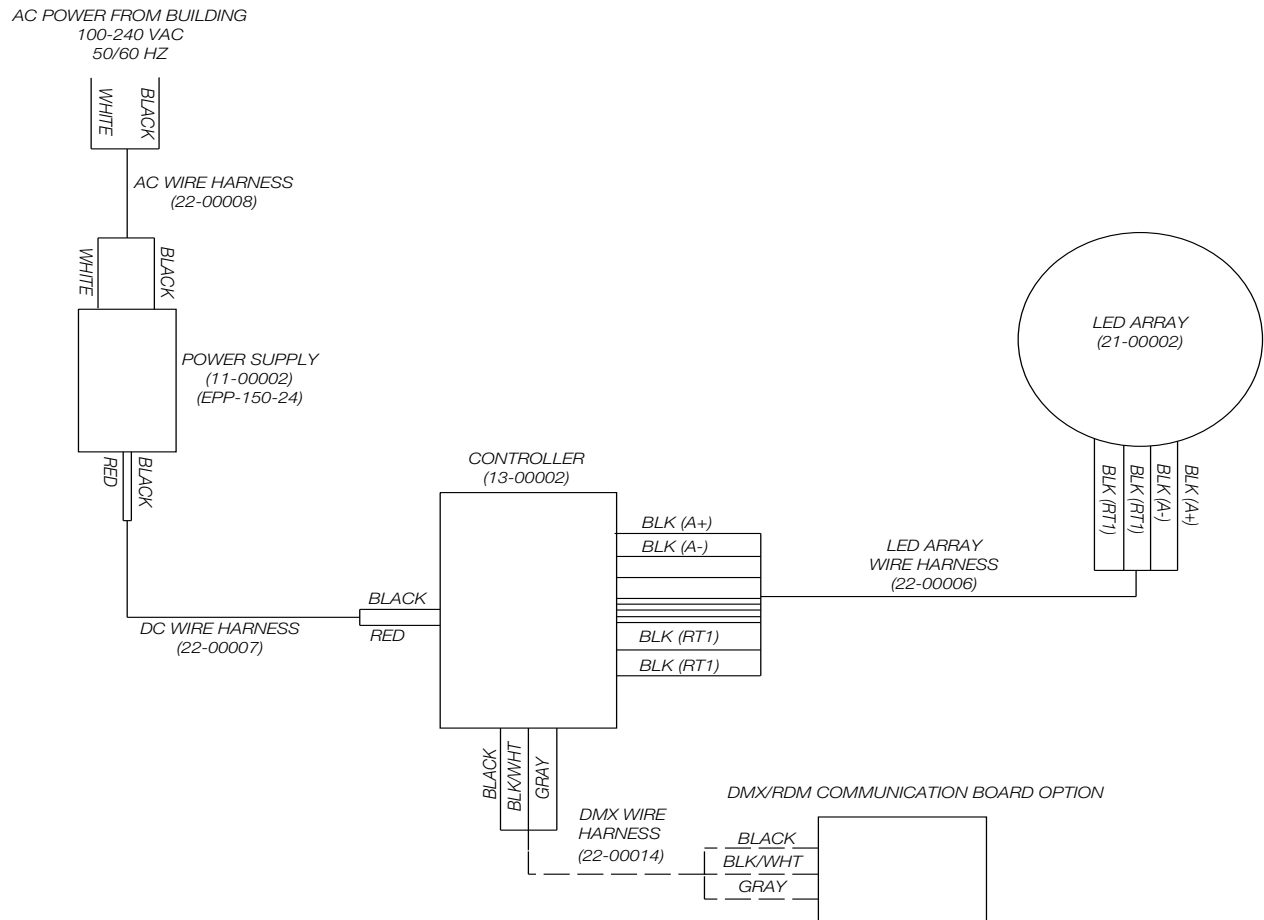 AC POWER FROM BUILDING
100-240 VAC
50/60 HZ
WHITE
BLACK
AC WIRE HARNESS
(22-00008)
WHITE
BLACK
POWER SUPPLY
(11-00002)
(EPP-150-24)
RED
BLACK
DC WIRE HARNESS
(22-00007)
BLACK
RED
CONTROLLER
(13-00002)
BLK (A+)
BLK (A-)
BLK (RT1)
BLK (RT1)
LED ARRAY
WIRE HARNESS
(22-00006)
LED ARRAY
(21-00002)
BLK (RT1)
BLK (RT1)
BLK (A-)
BLK (A+)
BLACK
BLK/WHT
GRAY
DMX WIRE
HARNESS
(22-00014)
DMX/RDM COMMUNICATION BOARD OPTION
BLACK
BLK/WHT
GRAY